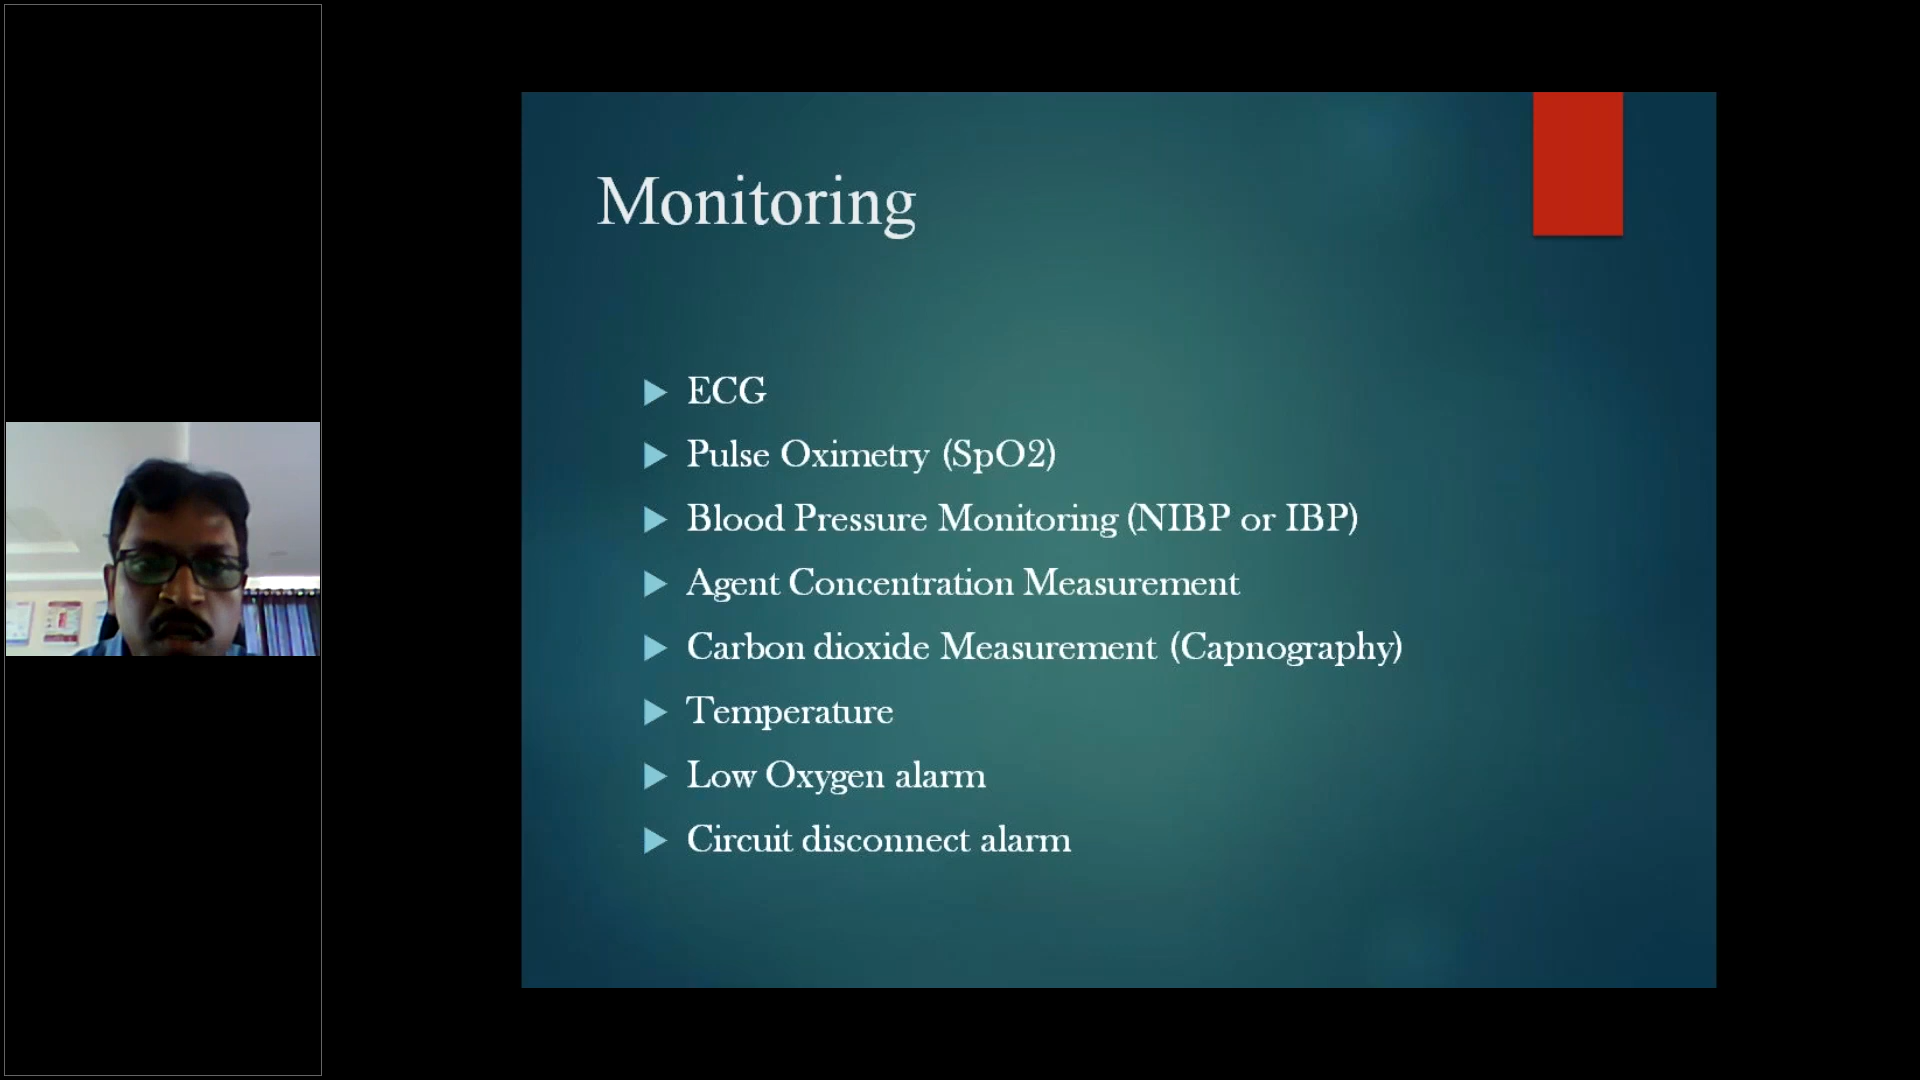 Monitoring
ECG
Pulse Oximetry (SpO2)
Blood Pressure Monitoring (NIBP or IBP)
Agent Concentration Measurement
Carbon dioxide Measurement (Capnography)
Temperature
Low Oxygen alarm
Circuit disconnect alarm